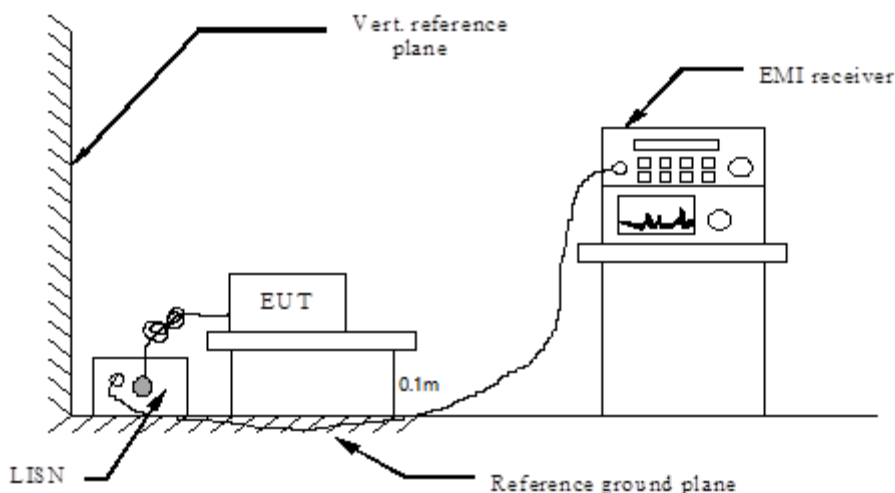 Vert. reference
plane
EMI receiver
EUT
0.1m
LISN
Reference ground plane